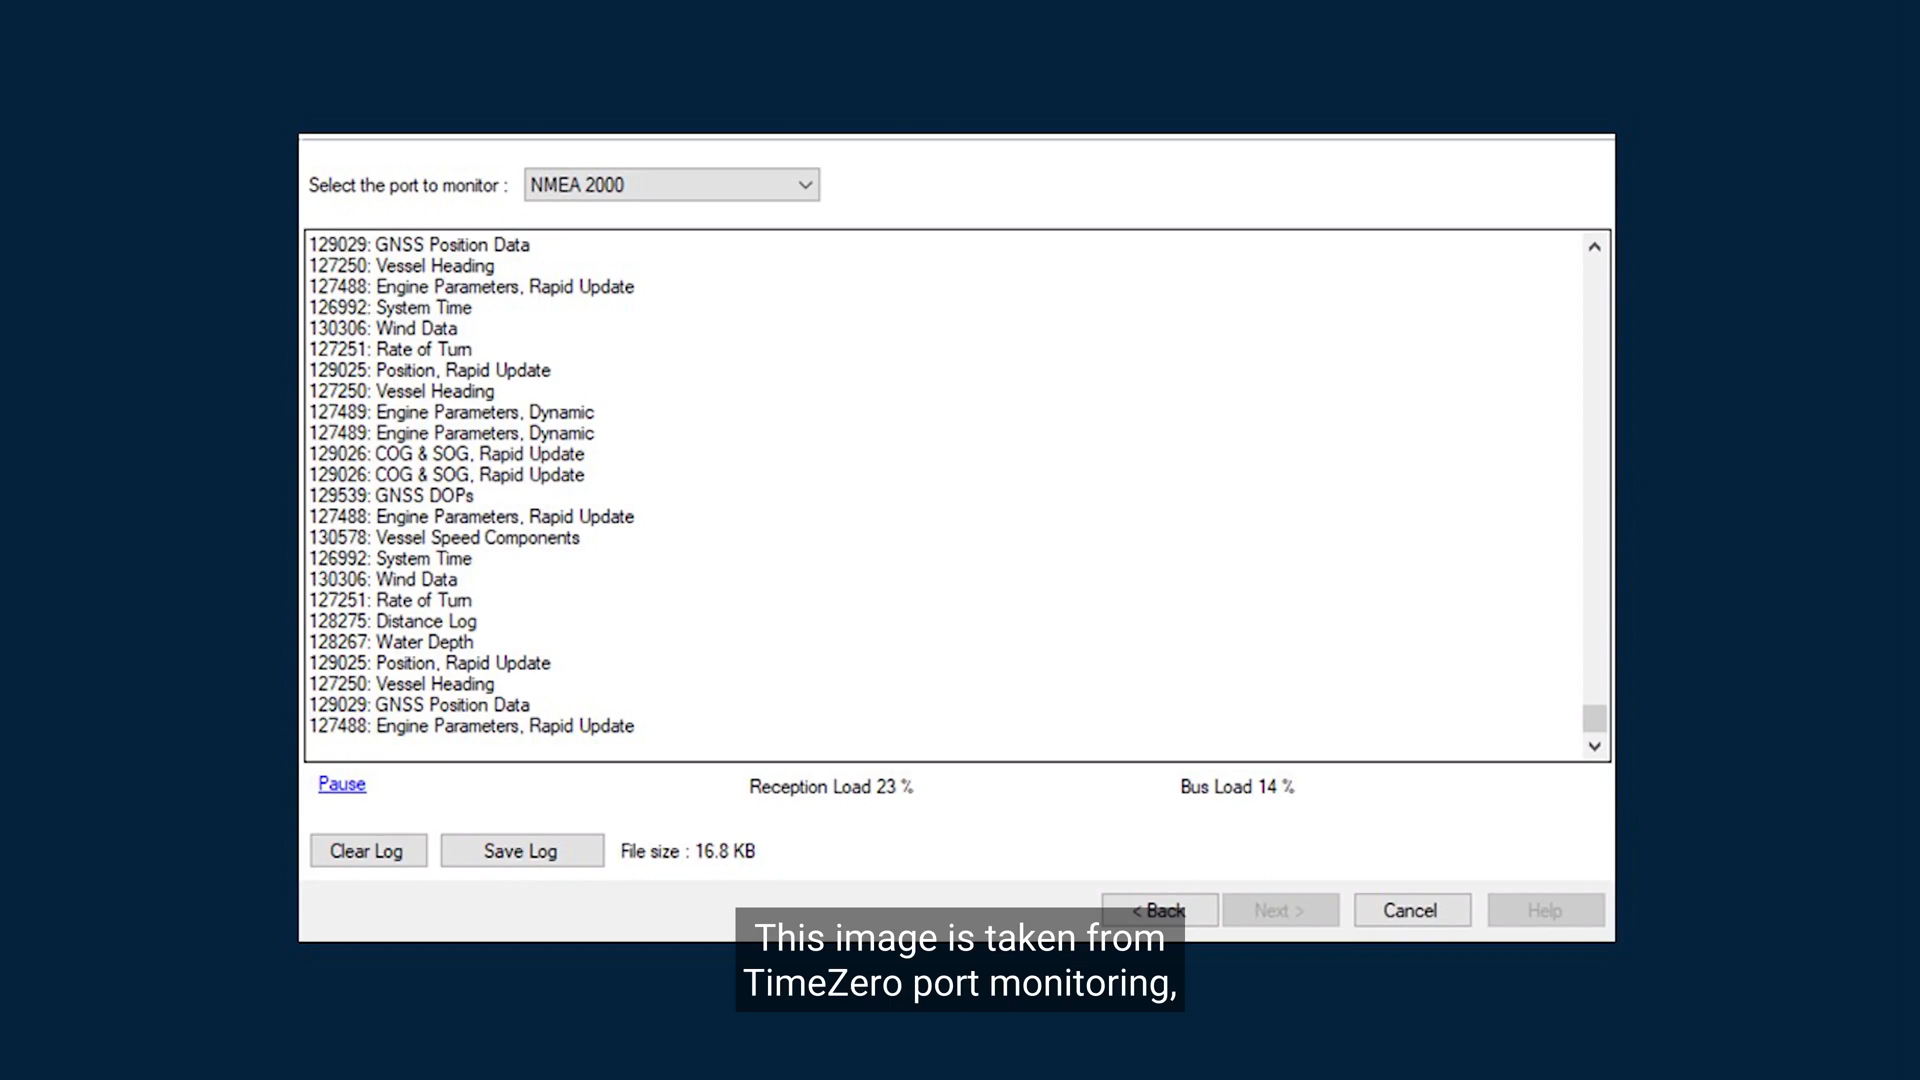 Select the port to monitor : NMEA 2000
129029: GNSS Position Data
127250: Vessel Heading
127488: Engine Parameters, Rapid Update
126992: System Time
130306: Wind Data
127251: Rate of Turn
129025: Position, Rapid Update
127250: Vessel Heading
127489: Engine Parameters, Dynamic
127489: Engine Parameters, Dynamic
129026: COG & SOG, Rapid Update
129026: COG & SOG, Rapid Update
129539: GNSS DOPs
127488: Engine Parameters, Rapid Update
130578: Vessel Speed Components
126992: System Time
130306: Wind Data
127251: Rate of Turn
128275: Distance Log
128267: Water Depth
129025: Position, Rapid Update
127250: Vessel Heading
129029: GNSS Position Data
127488: Engine Parameters, Rapid Update
Pause Reception Load 23 % Bus Load 14 %
Clear Log Save Log File size : 16.8 KB
< Back Next > Cancel Help
This image is taken from
TimeZero port monitoring,